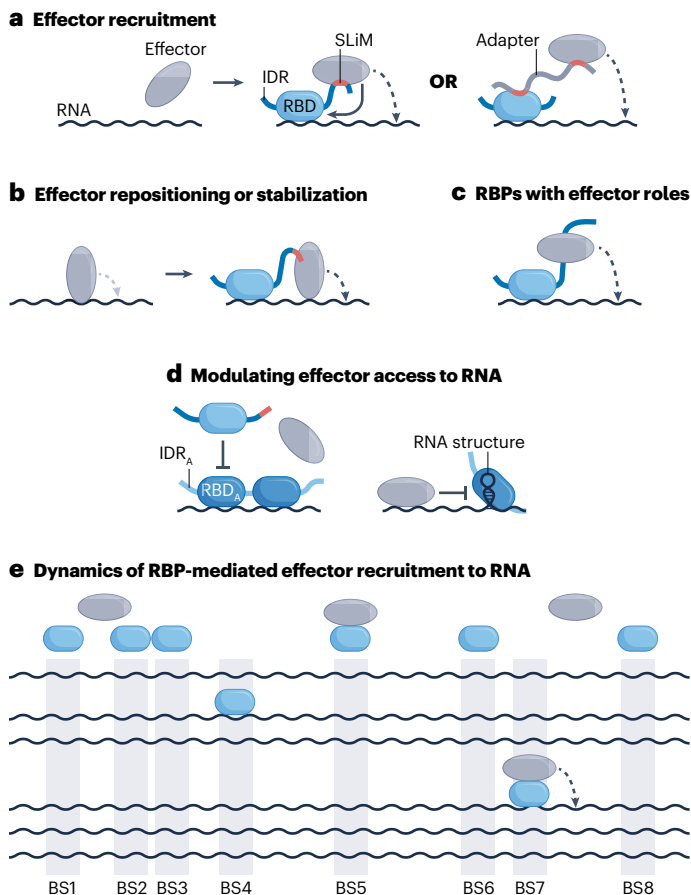 a Effector recruitment
Effector
SLiM
Adapter
IDR
OR
RBD
RNA
b Effector repositioning or stabilization
c RBPs with effector roles
d Modulating effector access to RNA
RNA structure
IDRA
RBDA
e Dynamics of RBP-mediated effector recruitment to RNA
BS1 BS2 BS3 BS4 BS5 BS6 BS7 BS8